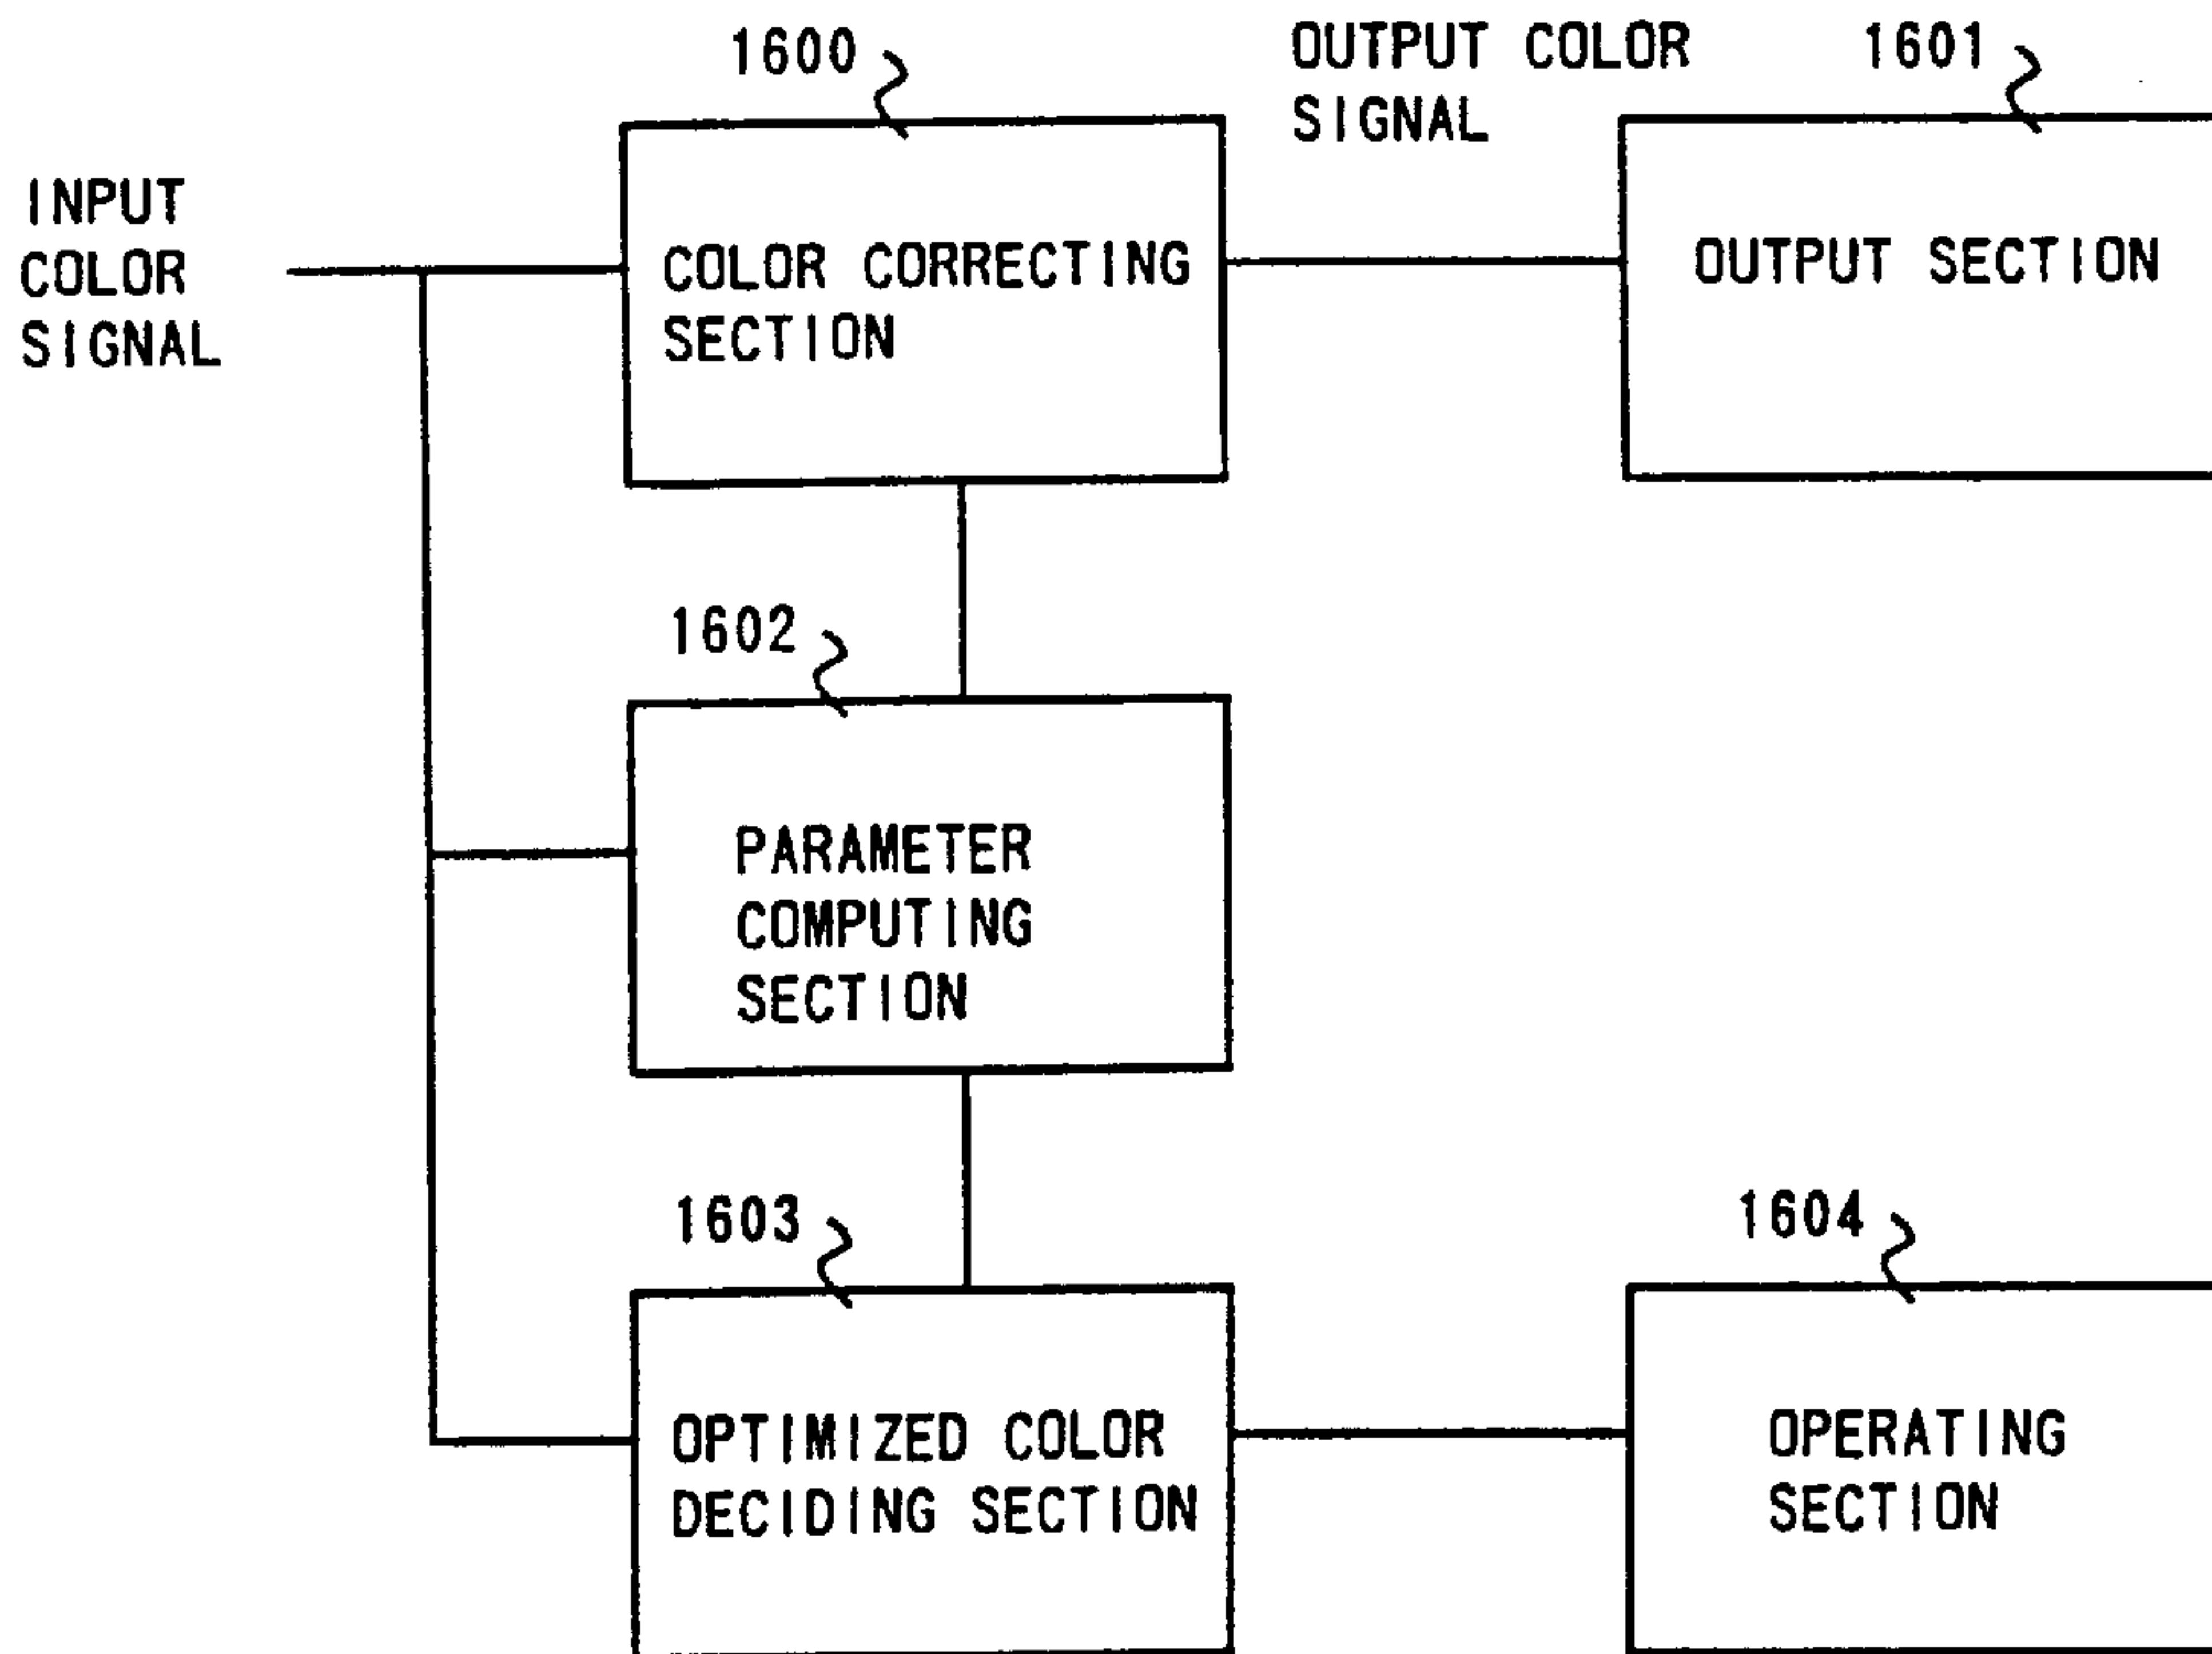 1600
OUTPUT COLOR
SIGNAL
1601
INPUT
COLOR
SIGNAL
COLOR CORRECTING
SECTION
OUTPUT SECTION
1602
PARAMETER
COMPUTING
SECTION
1603
1604
OPTIMIZED COLOR
DECIDING SECTION
OPERATING
SECTION